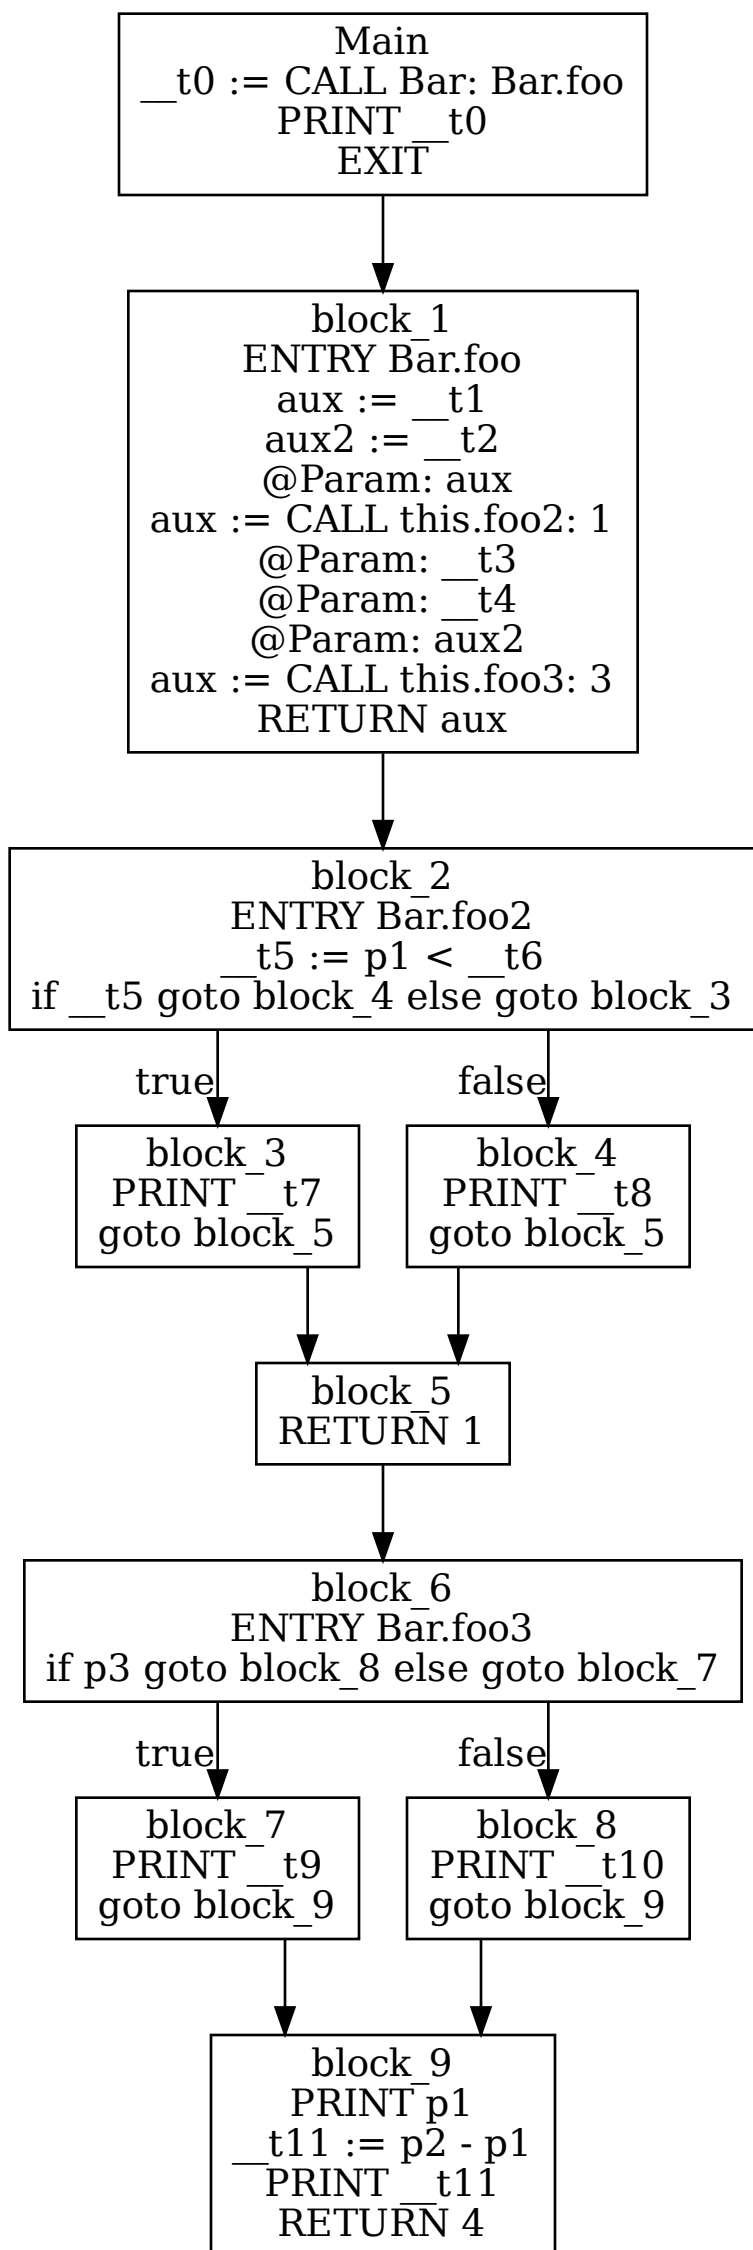 Main
__t0 := CALL Bar: Bar.foo
PRINT __t0
EXIT
block_1
ENTRY Bar.foo
aux := __t1
aux2 := __t2
@Param: aux
aux := CALL this.foo2: 1
@Param: __t3
@Param: __t4
@Param: aux2
aux := CALL this.foo3: 3
RETURN aux
block_2
ENTRY Bar.foo2
__t5 := p1 < __t6
if __t5 goto block_4 else goto block_3
true
false
block_3
PRINT __t7
goto block_5
block_4
PRINT __t8
goto block_5
block_5
RETURN 1
block_6
ENTRY Bar.foo3
if p3 goto block_8 else goto block_7
true
false
block_7
PRINT __t9
goto block_9
block_8
PRINT __t10
goto block_9
block_9
PRINT p1
__t11 := p2 - p1
PRINT __t11
RETURN 4